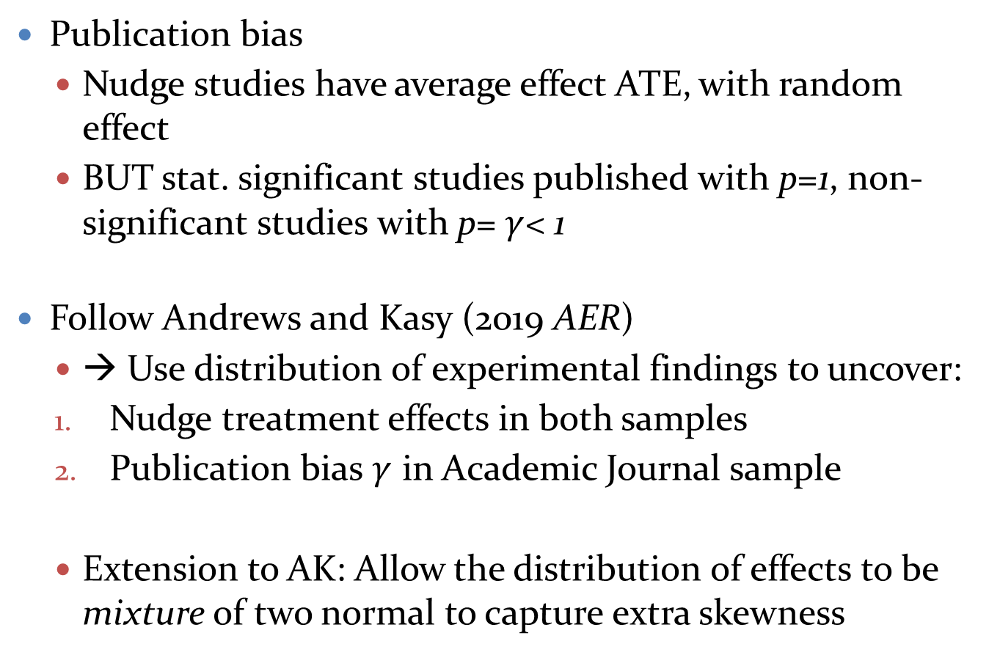 • Publication bias
• Nudge studies have average effect ATE, with random
effect
• BUT stat. significant studies published with p=1, non-
significant studies with p= γ< 1
• Follow Andrews and Kasy (2019 AER)
• → Use distribution of experimental findings to uncover:
1. Nudge treatment effects in both samples
2. Publication bias γ in Academic Journal sample
• Extension to AK: Allow the distribution of effects to be
mixture of two normal to capture extra skewness